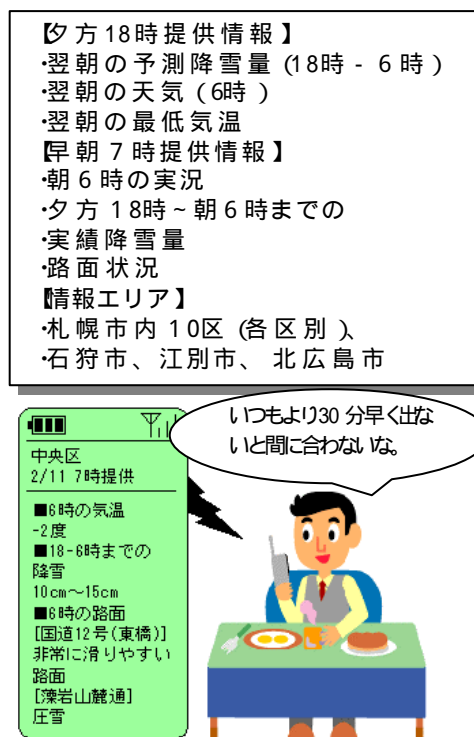 【夕方18時提供情報】
・翌朝の予測降雪量(18時-6時)
・翌朝の天気(6時)
・翌朝の最低気温
【早朝7時提供情報】
・朝6時の実況
・夕方18時~朝6時までの
・実績降雪量
・路面状況
【情報エリア】
・札幌市内10区(各区別)、
・石狩市、江別市、北広島市
いつもより30分早く出な
いと間に合わないな。
中央区
2/11 7時提供
■6時の気温
-2度
■18-6時までの
降雪
10cm～15cm
■6時の路面
[国道12号(東橋)]
非常に滑りやすい
路面
[藻岩山麓通]
圧雪